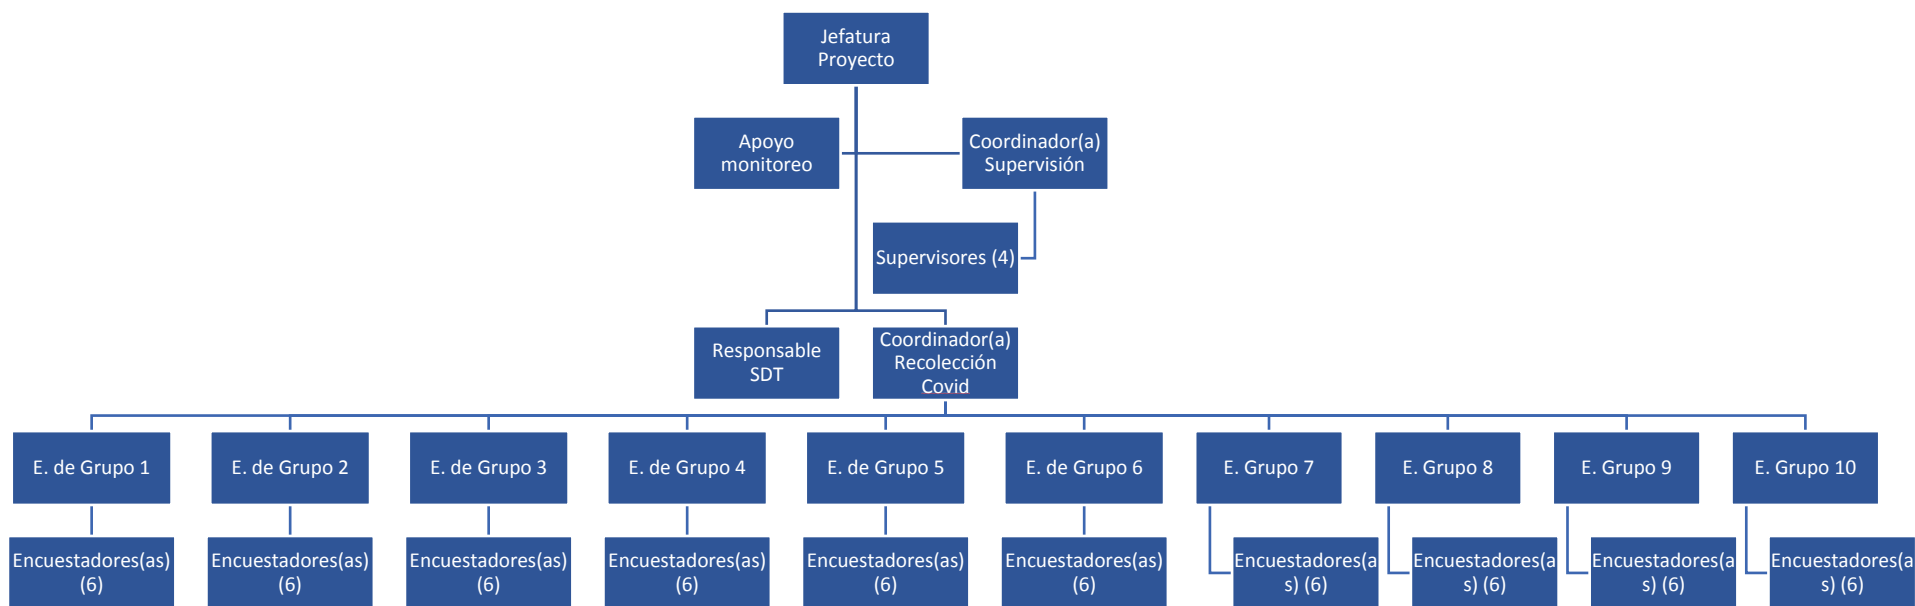 Jefatura
Proyecto
Apoyo
monitoreo
Coordinador(a)
Supervisión
Supervisores (4)
Responsable
SDT
Coordinador(a)
Recolección
Covid
E. de Grupo 1
E. de Grupo 2
E. de Grupo 3
E. de Grupo 4
E. de Grupo 5
E. de Grupo 6
E. Grupo 7
E. Grupo 8
E. Grupo 9
E. Grupo 10
Encuestadores(as)
(6)
Encuestadores(as)
(6)
Encuestadores(as)
(6)
Encuestadores(as)
(6)
Encuestadores(as)
(6)
Encuestadores(as)
(6)
Encuestadores(a
s) (6)
Encuestadores(a
s) (6)
Encuestadores(a
s) (6)
Encuestadores(a
s) (6)